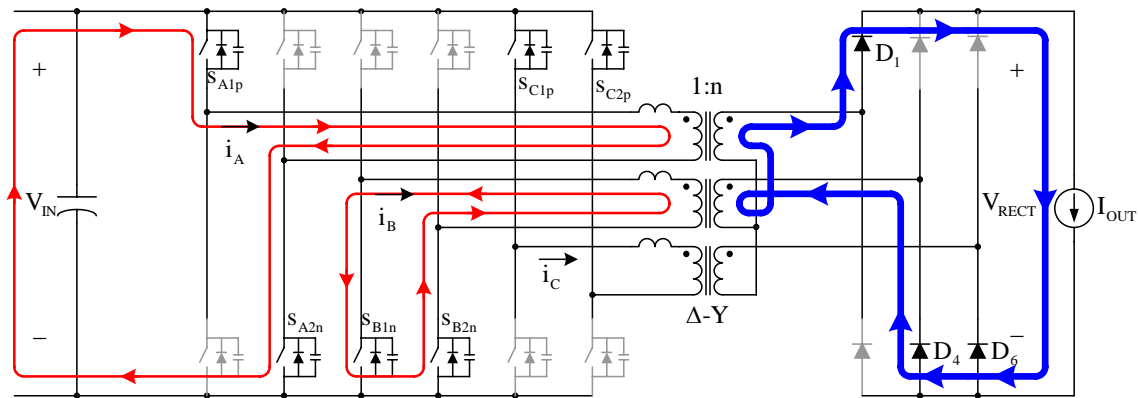 S_A1p
S_C1p
S_C2p
D_1
+
+
1:n
i_A
V_IN
i_B
V_RECT
I_OUT
i_C
Δ-Y
S_A2n
S_B1n
S_B2n
−
D_4
D_6
−